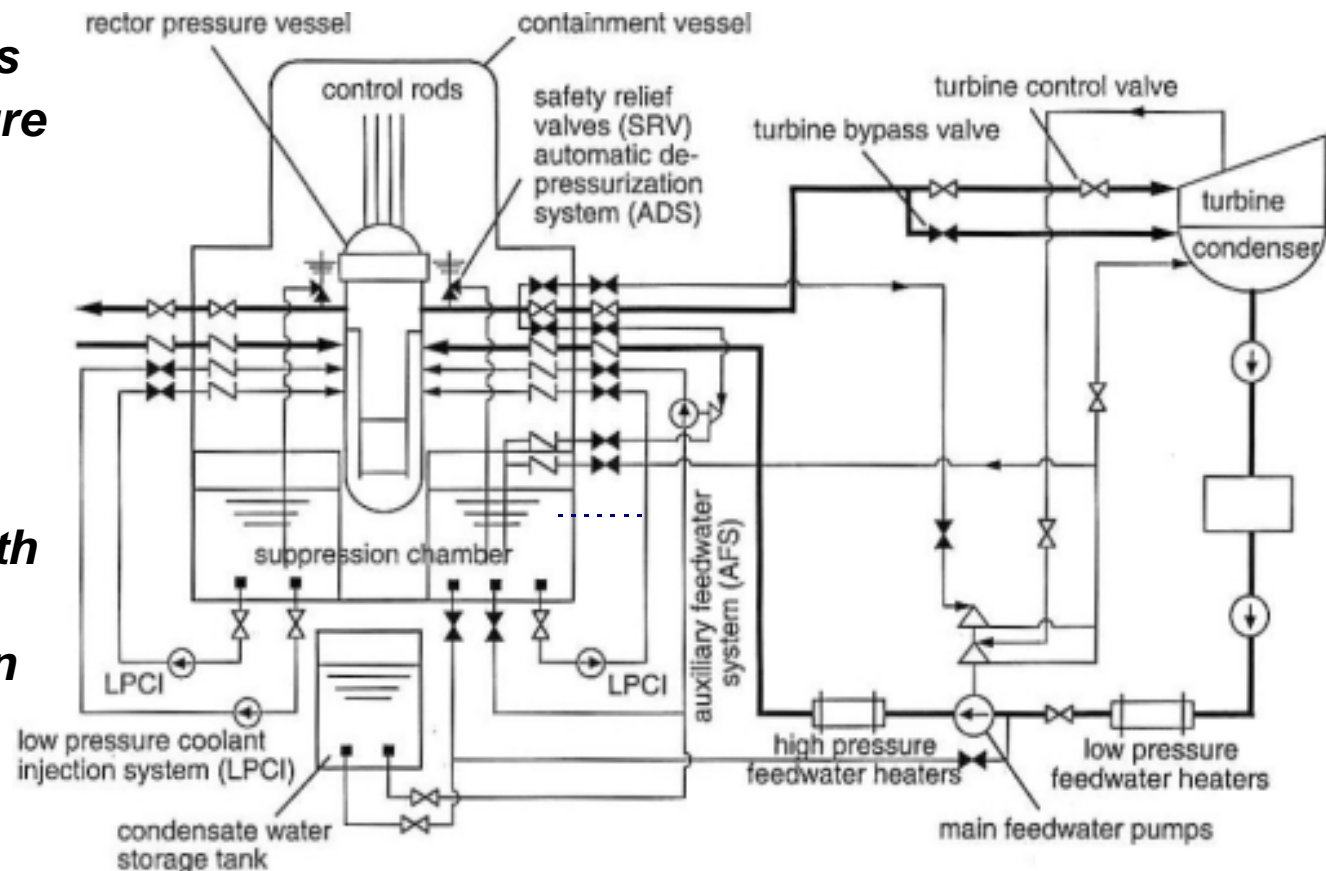 s
re
th
n
rector pressure vessel
containment vessel
control rods
safety relief
valves (SRV)
automatic de-
pressurization
system (ADS)
turbine control valve
turbine bypass valve
turbine
condenser
suppression chamber
auxiliary feedwater
system (AFS)
LPCI
LPCI
low pressure coolant
injection system (LPCI)
condensate water
storage tank
high pressure
feedwater heaters
low pressure
feedwater heaters
main feedwater pumps